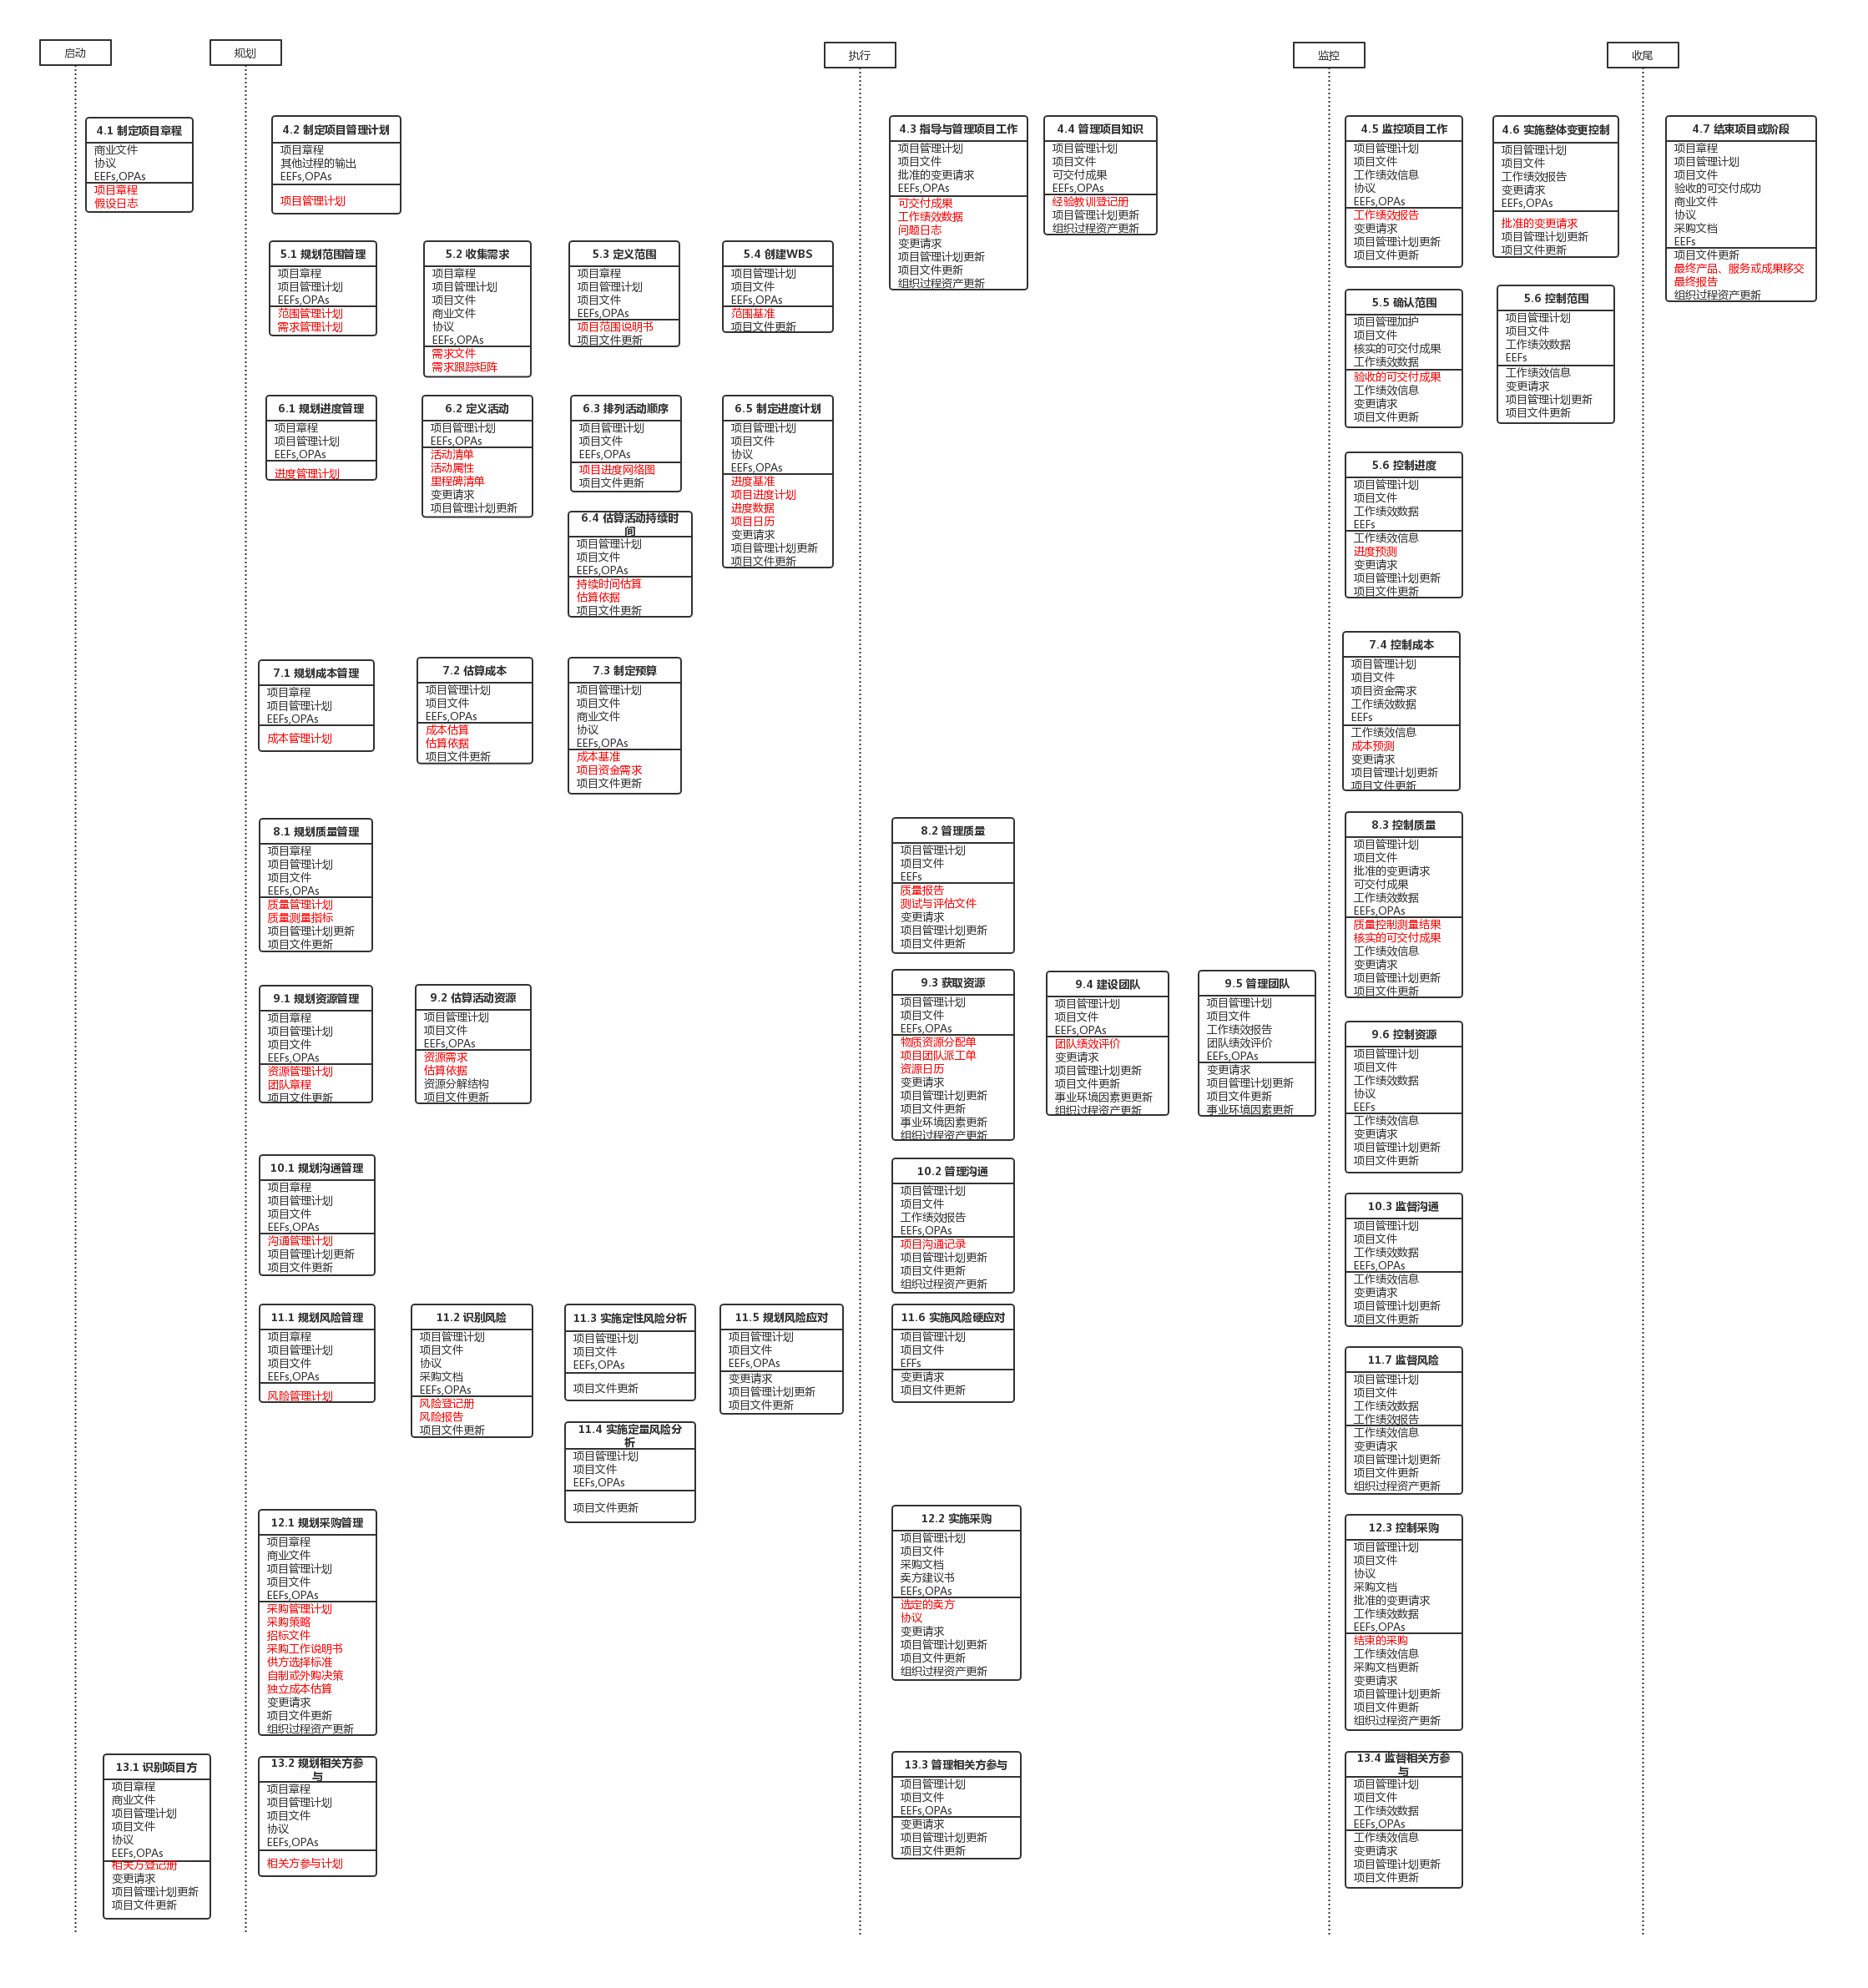 启动
规划
执行
监控
收尾
4.1 制定项目章程
商业文件
协议
EEFs,OPAs
项目章程
假设日志
4.2 制定项目管理计划
项目章程
其他过程的输出
EEFs,OPAs
项目管理计划
4.3 指导与管理项目工作
项目管理计划
项目文件
批准的变更请求
EEFs,OPAs
可交付成果
工作绩效数据
问题日志
变更请求
项目管理计划更新
项目文件更新
组织过程资产更新
4.4 管理项目知识
项目管理计划
项目文件
可交付成果
EEFs,OPAs
经验教训登记册
项目管理计划更新
组织过程资产更新
4.5 监控项目工作
项目管理计划
项目文件
工作绩效信息
协议
EEFs,OPAs
工作绩效报告
变更请求
项目管理计划更新
项目文件更新
4.6 实施整体变更控制
项目管理计划
项目文件
工作绩效报告
变更请求
EEFs,OPAs
批准的变更请求
项目管理计划更新
项目文件更新
4.7 结束项目或阶段
项目章程
项目管理计划
项目文件
验收的可交付成功
商业文件
协议
采购文档
EEFs
项目文件更新
最终产品、服务或成果移交
最终报告
组织过程资产更新
5.1 规划范围管理
项目章程
项目管理计划
EEFs,OPAs
范围管理计划
需求管理计划
5.2 收集需求
项目章程
项目管理计划
项目文件
商业文件
协议
EEFs,OPAs
需求文件
需求跟踪矩阵
5.3 定义范围
项目章程
项目管理计划
项目文件
EEFs,OPAs
项目范围说明书
项目文件更新
5.4 创建WBS
项目管理计划
项目文件
EEFs,OPAs
范围基准
项目文件更新
5.5 确认范围
项目管理加护
项目文件
核实的可交付成果
工作绩效数据
验收的可交付成果
工作绩效信息
变更请求
项目文件更新
5.6 控制范围
项目管理计划
项目文件
工作绩效数据
EEFs
工作绩效信息
变更请求
项目管理计划更新
项目文件更新
6.1 规划进度管理
项目章程
项目管理计划
EEFs,OPAs
进度管理计划
6.2 定义活动
项目管理计划
EEFs,OPAs
活动清单
活动属性
里程碑清单
变更请求
项目管理计划更新
6.3 排列活动顺序
项目管理计划
项目文件
EEFs,OPAs
项目进度网络图
项目文件更新
6.5 制定进度计划
项目管理计划
项目文件
协议
EEFs,OPAs
进度基准
项目进度计划
进度数据
项目日历
变更请求
项目管理计划更新
项目文件更新
6.4 估算活动持续时
间
项目管理计划
项目文件
EEFs,OPAs
持续时间估算
估算依据
项目文件更新
5.6 控制进度
项目管理计划
项目文件
工作绩效数据
EEFs
工作绩效信息
进度预测
变更请求
项目管理计划更新
项目文件更新
7.1 规划成本管理
项目章程
项目管理计划
EEFs,OPAs
成本管理计划
7.2 估算成本
项目管理计划
项目文件
EEFs,OPAs
成本估算
估算依据
项目文件更新
7.3 制定预算
项目管理计划
项目文件
商业文件
协议
EEFs,OPAs
成本基准
项目资金需求
项目文件更新
7.4 控制成本
项目管理计划
项目文件
项目资金需求
工作绩效数据
EEFs
工作绩效信息
成本预测
变更请求
项目管理计划更新
项目文件更新
8.1 规划质量管理
项目章程
项目管理计划
项目文件
EEFs,OPAs
质量管理计划
质量测量指标
项目管理计划更新
项目文件更新
8.2 管理质量
项目管理计划
项目文件
EEFs
质量报告
测试与评估文件
变更请求
项目管理计划更新
项目文件更新
8.3 控制质量
项目管理计划
项目文件
批准的变更请求
可交付成果
工作绩效数据
EEFs,OPAs
质量控制测量结果
核实的可交付成果
工作绩效信息
变更请求
项目管理计划更新
项目文件更新
9.1 规划资源管理
项目章程
项目管理计划
项目文件
EEFs,OPAs
资源管理计划
团队章程
项目文件更新
9.2 估算活动资源
项目管理计划
项目文件
EEFs,OPAs
资源需求
估算依据
资源分解结构
项目文件更新
9.3 获取资源
项目管理计划
项目文件
EEFs,OPAs
物质资源分配单
项目团队派工单
资源日历
变更请求
项目管理计划更新
项目文件更新
事业环境因素更新
组织过程资产更新
9.4 建设团队
项目管理计划
项目文件
EEFs,OPAs
团队绩效评价
变更请求
项目管理计划更新
项目文件更新
事业环境因素更更新
组织过程资产更新
9.5 管理团队
项目管理计划
项目文件
工作绩效报告
团队绩效评价
EEFs,OPAs
变更请求
项目管理计划更新
项目文件更新
事业环境因素更新
9.6 控制资源
项目管理计划
项目文件
工作绩效数据
协议
EEFs
工作绩效信息
变更请求
项目管理计划更新
项目文件更新
10.1 规划沟通管理
项目章程
项目管理计划
项目文件
EEFs,OPAs
沟通管理计划
项目管理计划更新
项目文件更新
10.2 管理沟通
项目管理计划
项目文件
工作绩效报告
EEFs,OPAs
项目沟通记录
项目管理计划更新
项目文件更新
组织过程资产更新
10.3 监督沟通
项目管理计划
项目文件
工作绩效数据
EEFs,OPAs
工作绩效信息
变更请求
项目管理计划更新
项目文件更新
11.1 规划风险管理
项目章程
项目管理计划
项目文件
EEFs,OPAs
风险管理计划
11.2 识别风险
项目管理计划
项目文件
协议
采购文档
EEFs,OPAs
风险登记册
风险报告
项目文件更新
11.3 实施定性风险分析
项目管理计划
项目文件
EEFs,OPAs
项目文件更新
11.5 规划风险应对
项目管理计划
项目文件
EEFs,OPAs
变更请求
项目管理计划更新
项目文件更新
11.6 实施风险硬应对
项目管理计划
项目文件
EFFs
变更请求
项目文件更新
11.4 实施定量风险分
析
项目管理计划
项目文件
EEFs,OPAs
项目文件更新
11.7 监督风险
项目管理计划
项目文件
工作绩效数据
工作绩效报告
工作绩效信息
变更请求
项目管理计划更新
项目文件更新
组织过程资产更新
12.1 规划采购管理
项目章程
商业文件
项目管理计划
项目文件
EEFs,OPAs
采购管理计划
采购策略
招标文件
采购工作说明书
供方选择标准
自制或外购决策
独立成本估算
变更请求
项目文件更新
组织过程资产更新
12.2 实施采购
项目管理计划
项目文件
采购文档
卖方建议书
EEFs,OPAs
选定的卖方
协议
变更请求
项目管理计划更新
项目文件更新
组织过程资产更新
12.3 控制采购
项目管理计划
项目文件
协议
采购文档
批准的变更请求
工作绩效数据
EEFs,OPAs
结束的采购
工作绩效信息
采购文档更新
变更请求
项目管理计划更新
项目文件更新
组织过程资产更新
13.1 识别项目方
项目章程
商业文件
项目管理计划
项目文件
协议
EEFs,OPAs
相关方登记册
变更请求
项目管理计划更新
项目文件更新
13.2 规划相关方参
与
项目章程
项目管理计划
项目文件
协议
EEFs,OPAs
相关方参与计划
13.3 管理相关方参与
项目管理计划
项目文件
EEFs,OPAs
变更请求
项目管理计划更新
项目文件更新
13.4 监督相关方参
与
项目管理计划
项目文件
工作绩效数据
EEFs,OPAs
工作绩效信息
变更请求
项目管理计划更新
项目文件更新